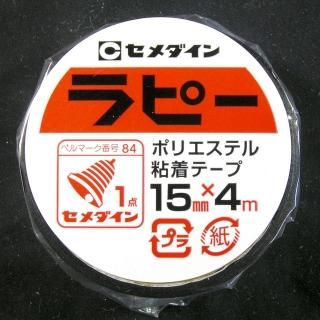 C セメダイン
ラピー
ベルマーク番号 84
1点
セメダイン
ポリエステル
粘着テープ
15mm×4m
プラ
紙